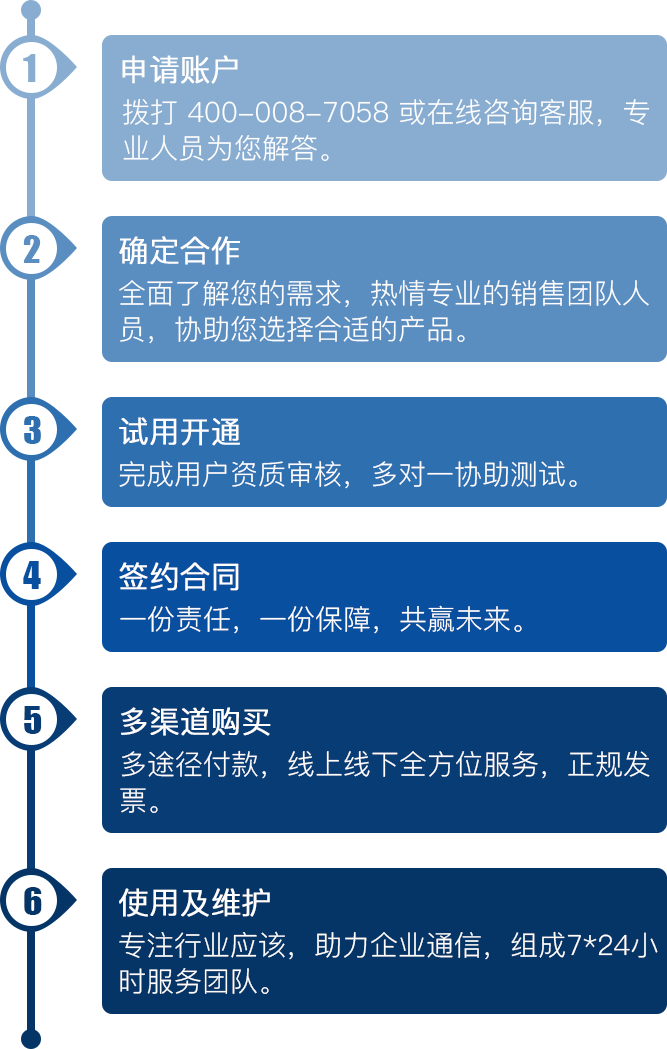 1
申请账户
拨打 400-008-7058 或在线咨询客服，专
业人员为您解答。
2
确定合作
全面了解您的需求，热情专业的销售团队人
员，协助您选择合适的产品。
3
试用开通
完成用户资质审核，多对一协助测试。
4
签约合同
一份责任，一份保障，共赢未来。
5
多渠道购买
多途径付款，线上线下全方位服务，正规发
票。
6
使用及维护
专注行业应该，助力企业通信，组成7*24小
时服务团队。